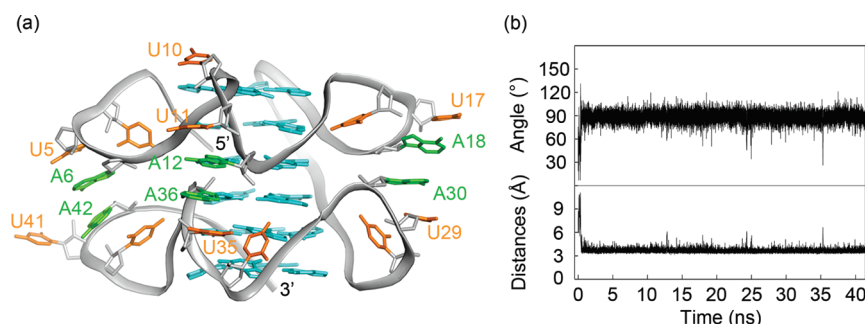 (a)
U10
U11
U17
5'
U5
A18
A12
A6
A36
A30
A42
U41
U35
U29
3'
(b)
150
120
90
60
30
Angle (°)
9
6
3
0
Distances (Å)
0 5 10 15 20 25 30 35 40
Time (ns)